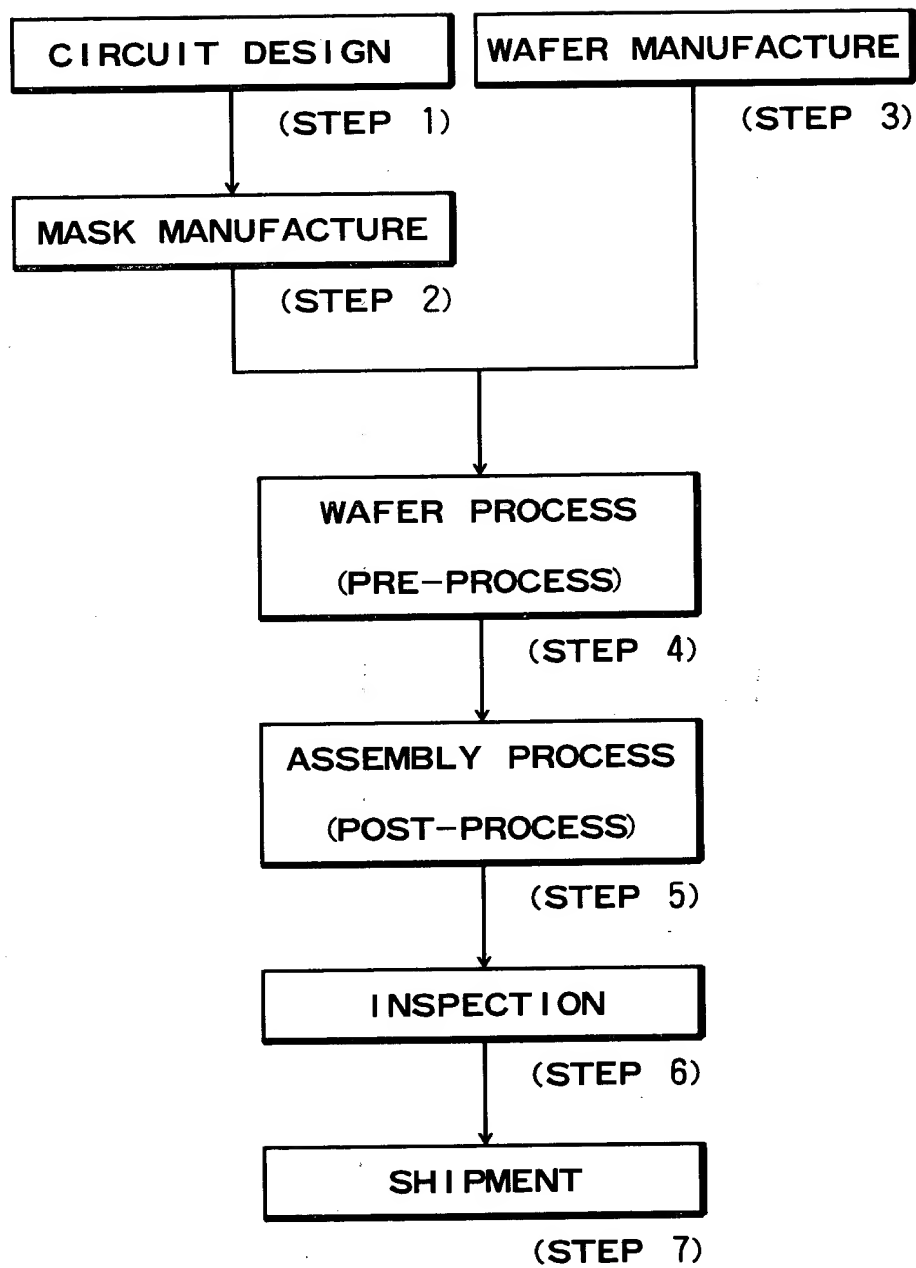 CIRCUIT DESIGN
WAFER MANUFACTURE
(STEP 1)
(STEP 3)
MASK MANUFACTURE
(STEP 2)
WAFER PROCESS
(PRE-PROCESS)
(STEP 4)
ASSEMBLY PROCESS
(POST-PROCESS)
(STEP 5)
INSPECTION
(STEP 6)
SHIPMENT
(STEP 7)